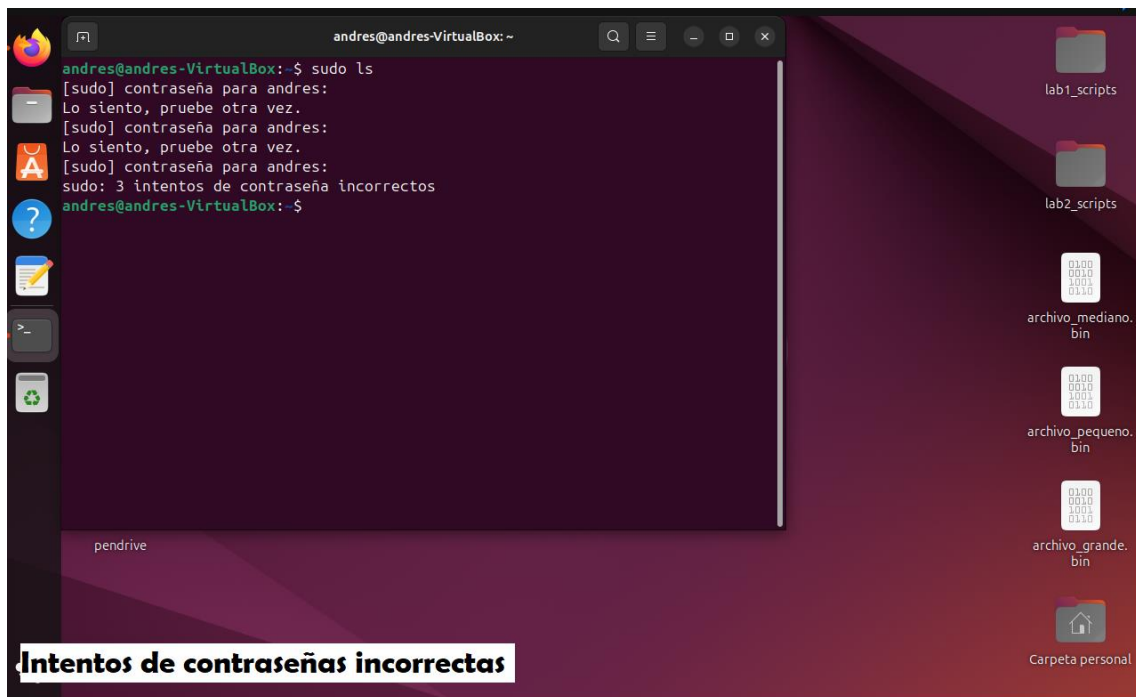 andres@andres-VirtualBox: ~
andres@andres-VirtualBox:~$ sudo ls
[sudo] contraseña para andres:
Lo siento, pruebe otra vez.
[sudo] contraseña para andres:
Lo siento, pruebe otra vez.
[sudo] contraseña para andres:
sudo: 3 intentos de contraseña incorrectos
andres@andres-VirtualBox:~$
lab1_scripts
lab2_scripts
archivo_mediano.
bin
archivo_pequeno.
bin
archivo_grande.
bin
Carpeta personal
pendrive
Intentos de contraseñas incorrectas